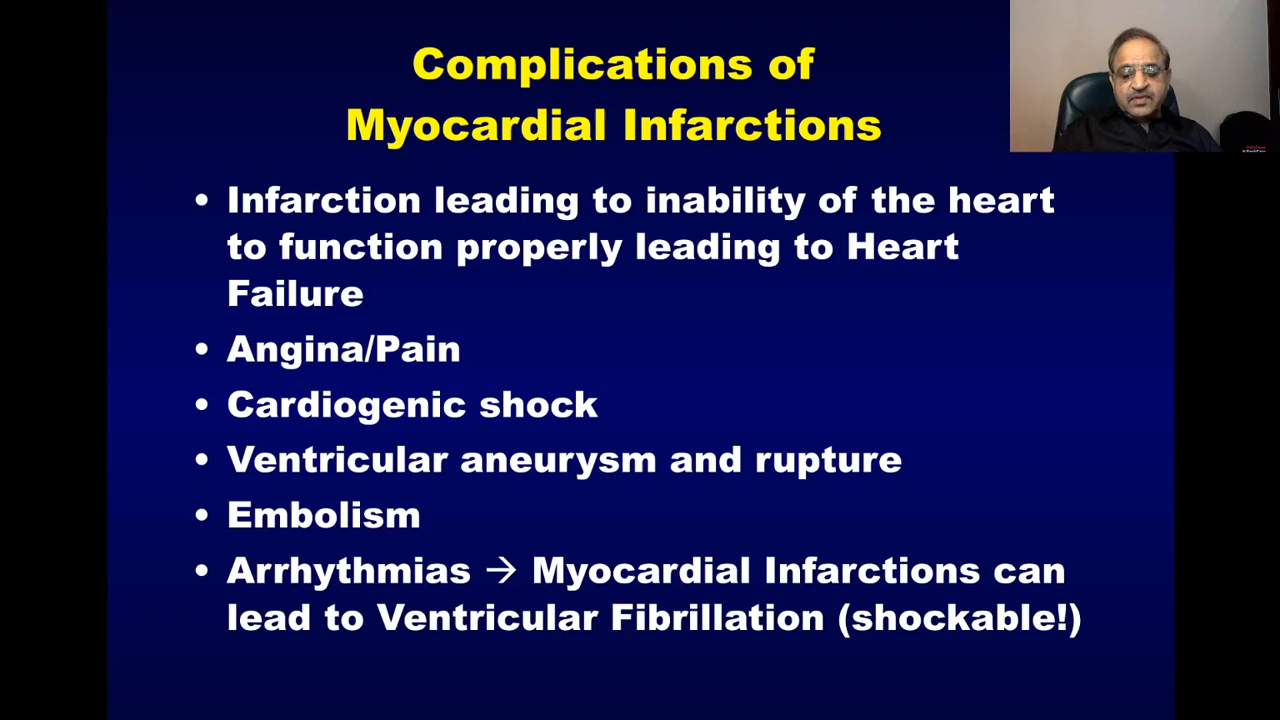 Complications of
Myocardial Infarctions
• Infarction leading to inability of the heart
to function properly leading to Heart
Failure
• Angina/Pain
• Cardiogenic shock
• Ventricular aneurysm and rupture
• Embolism
• Arrhythmias → Myocardial Infarctions can
lead to Ventricular Fibrillation (shockable!)